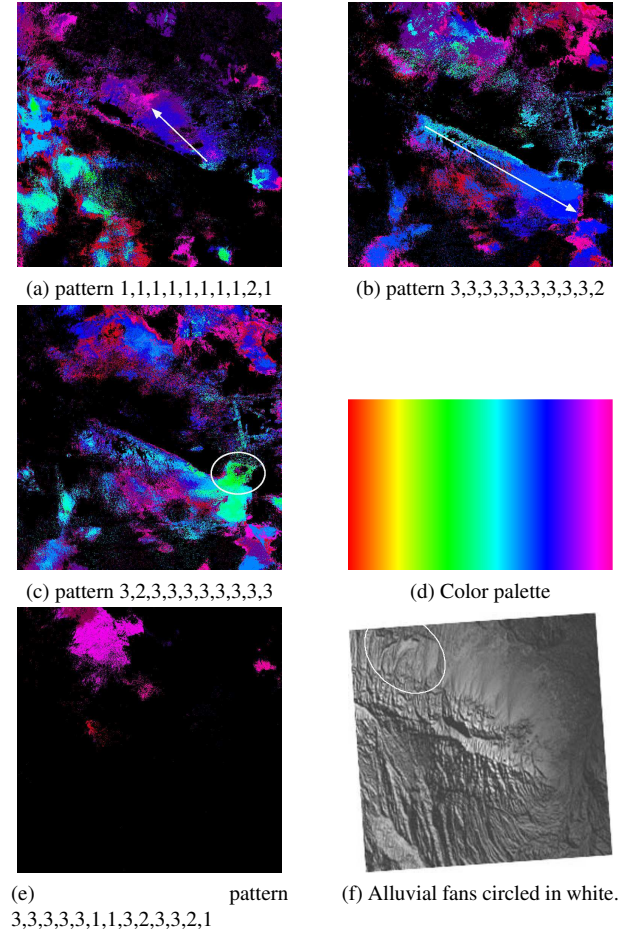 (a) pattern 1,1,1,1,1,1,1,1,2,1
(b) pattern 3,3,3,3,3,3,3,3,3,2
(c) pattern 3,2,3,3,3,3,3,3,3,3
(d) Color palette
(e) pattern
3,3,3,3,3,1,1,3,2,3,3,2,1
(f) Alluvial fans circled in white.